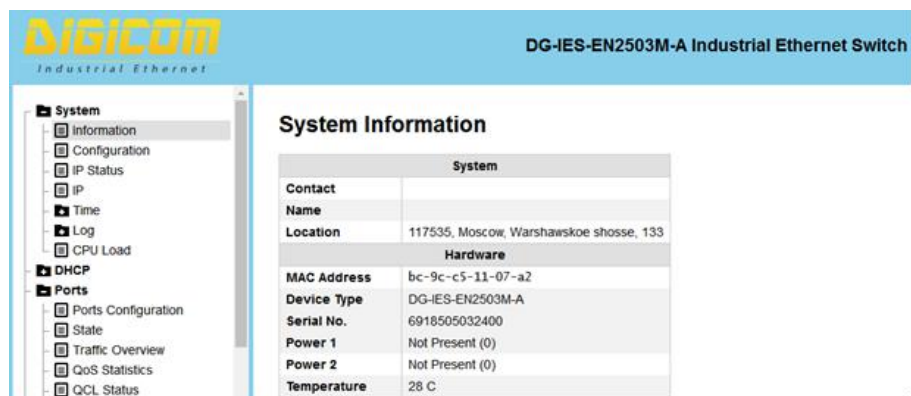 DIGICOM
Industrial Ethernet
DG-IES-EN2503M-A Industrial Ethernet Switch
System
Information
Configuration
IP Status
IP
Time
Log
CPU Load
DHCP
Ports
Ports Configuration
State
Traffic Overview
QoS Statistics
QCL Status
System Information
System
Contact
Name
Location 117535, Moscow, Warshawskoe shosse, 133
Hardware
MAC Address bc-9c-c5-11-07-a2
Device Type DG-IES-EN2503M-A
Serial No. 6918505032400
Power 1 Not Present (0)
Power 2 Not Present (0)
Temperature 28 C